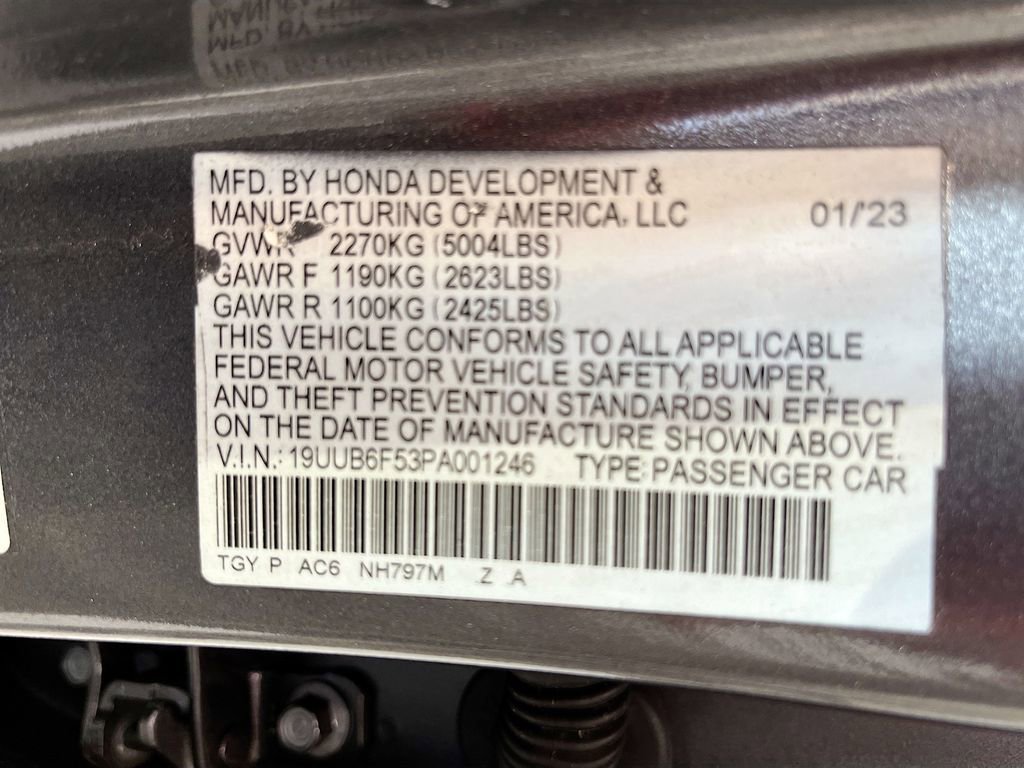 MFD. BY HONDA DEVELOPMENT &
MANUFACTURING OF AMERICA, LLC 01/'23
GVWR 2270KG (5004LBS)
GAWR F 1190KG (2623LBS)
GAWR R 1100KG (2425LBS)
THIS VEHICLE CONFORMS TO ALL APPLICABLE
FEDERAL MOTOR VEHICLE SAFETY, BUMPER,
AND THEFT PREVENTION STANDARDS IN EFFECT
ON THE DATE OF MANUFACTURE SHOWN ABOVE.
V.I.N.: 19UUB6F53PA001246 TYPE: PASSENGER CAR
TGY P AC6 NH797M Z A